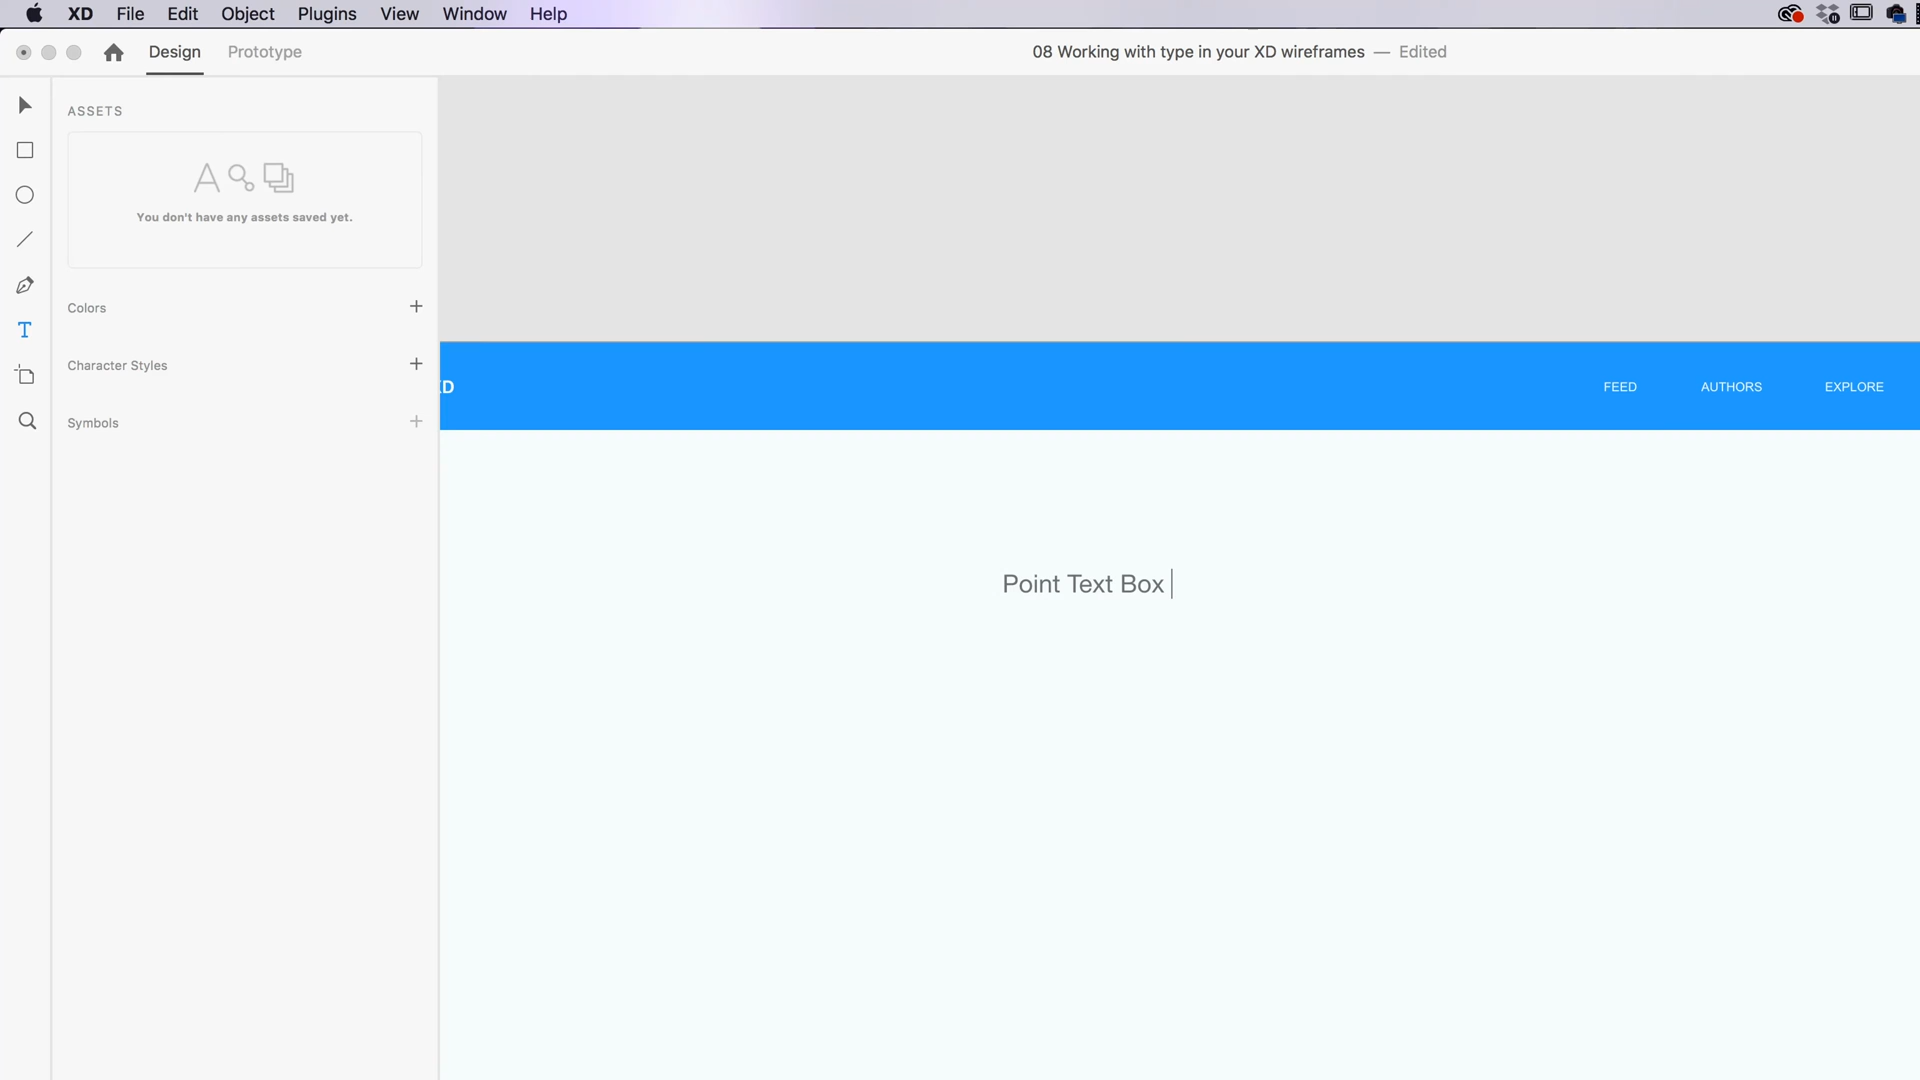 XD File Edit Object Plugins View Window Help
Design Prototype 08 Working with type in your XD wireframes — Edited
ASSETS
You don't have any assets saved yet.
Colors
Character Styles
Symbols
XD FEED AUTHORS EXPLORE
Point Text Box